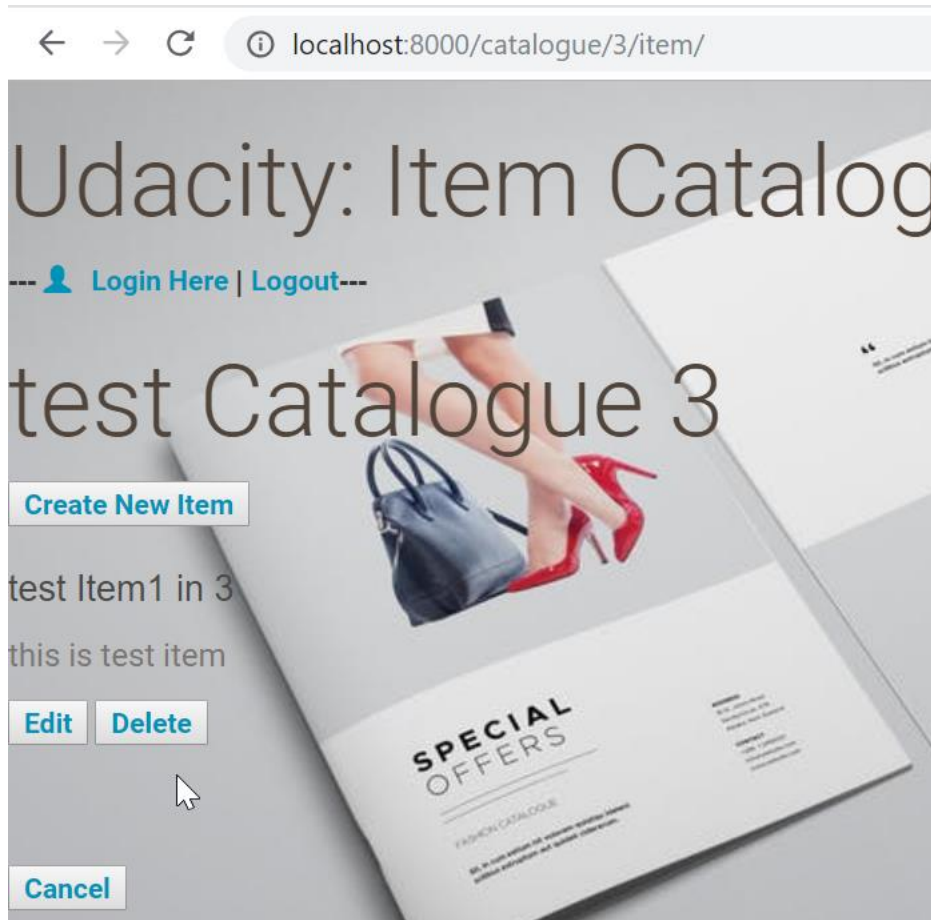 localhost:8000/catalogue/3/item/
Udacity: Item Catalog
--- Login Here | Logout---
test Catalogue 3
Create New Item
test Item1 in 3
this is test item
Edit Delete
SPECIAL
OFFERS
FASHION CATALOGUE
Cancel